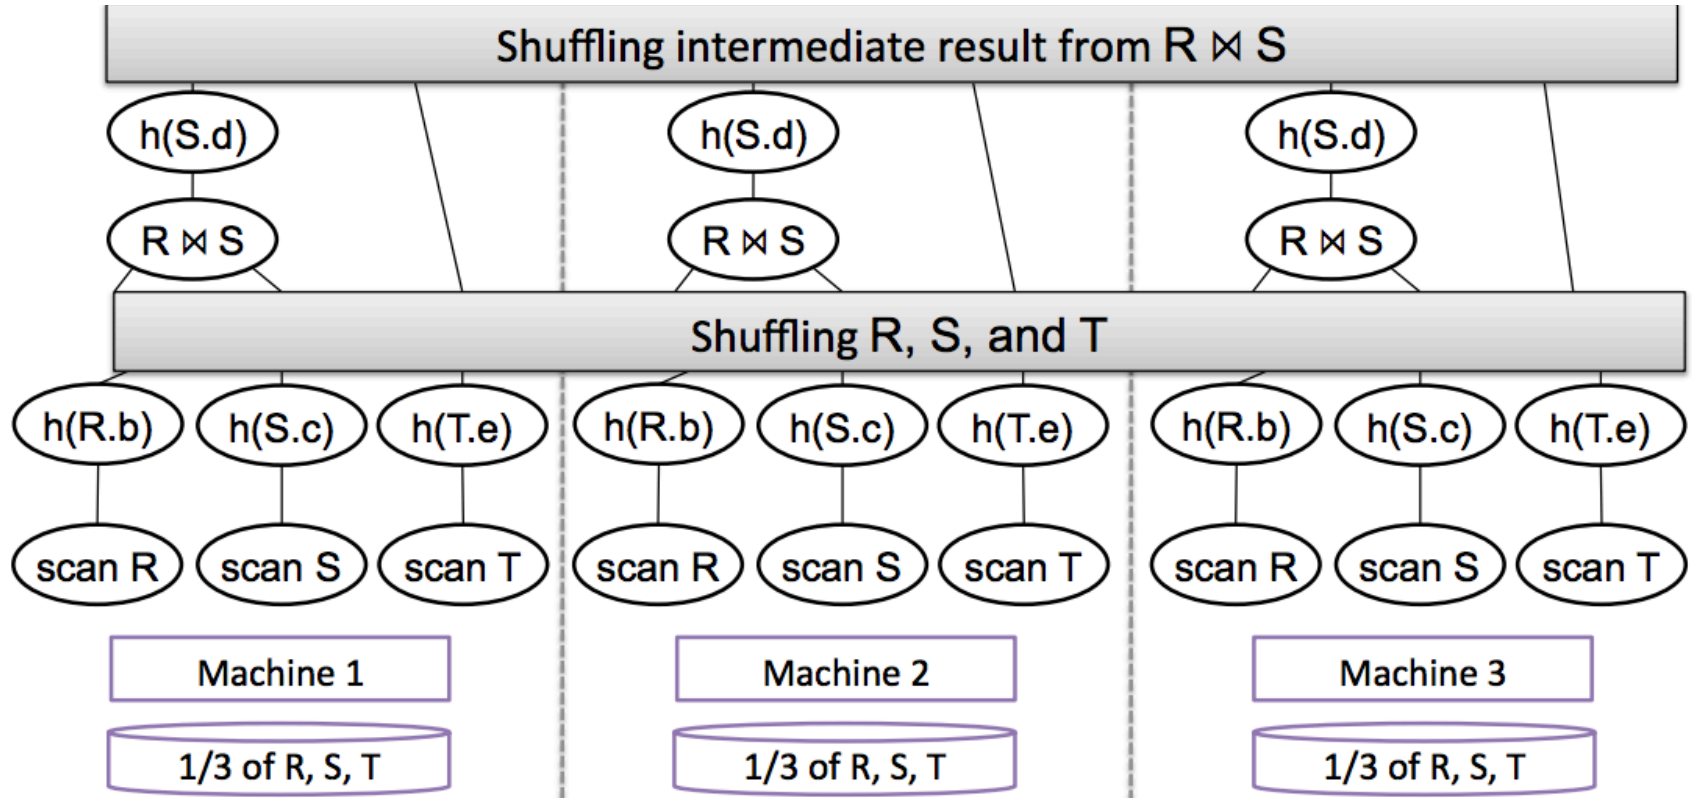 Shuffling intermediate result from R ⋈ S
h(S.d) h(S.d) h(S.d)
R ⋈ S R ⋈ S R ⋈ S
Shuffling R, S, and T
h(R.b) h(S.c) h(T.e) h(R.b) h(S.c) h(T.e) h(R.b) h(S.c) h(T.e)
scan R scan S scan T scan R scan S scan T scan R scan S scan T
Machine 1 Machine 2 Machine 3
1/3 of R, S, T 1/3 of R, S, T 1/3 of R, S, T